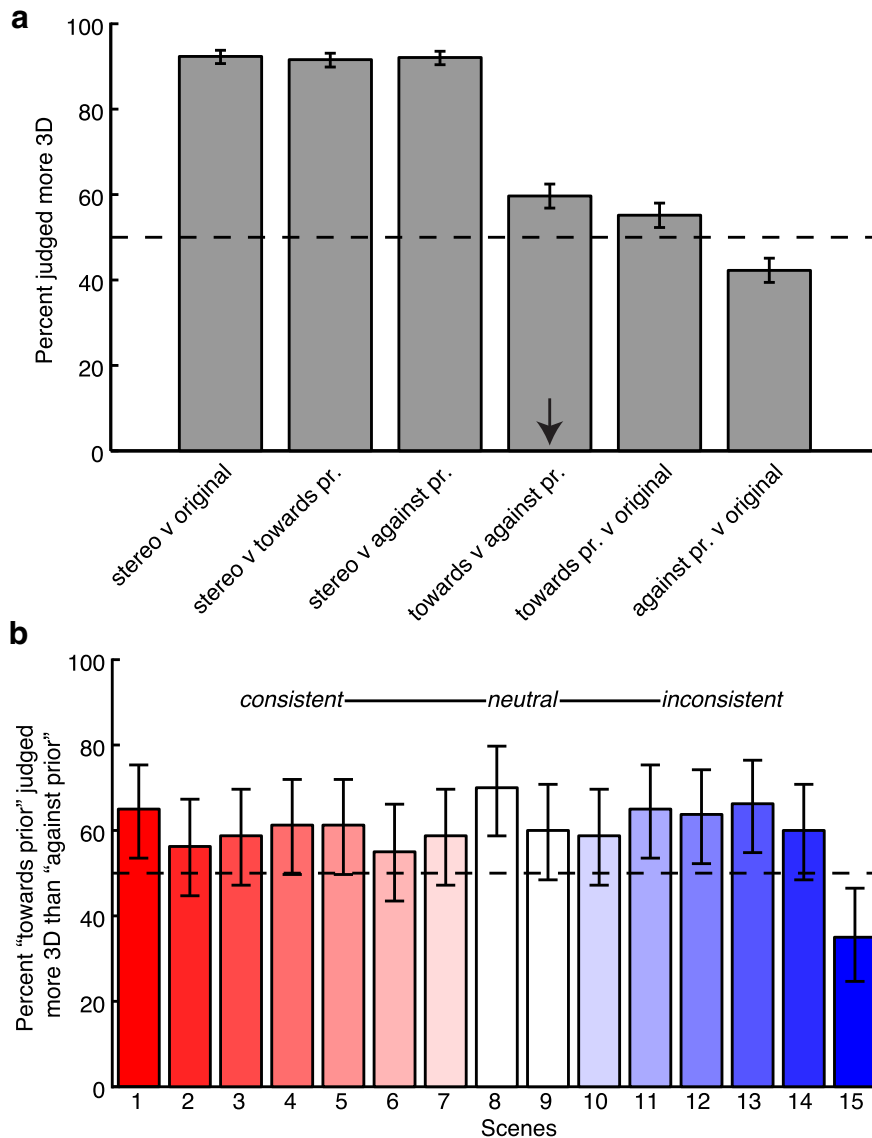 a
100
80
60
40
20
0
Percent judged more 3D
stereo v original
stereo v towards pr.
stereo v against pr.
towards v against pr.
towards pr. v original
against pr. v original
b
100
80
60
40
20
0
Percent “towards prior” judged
more 3D than “against prior”
consistent neutral inconsistent
1 2 3 4 5 6 7 8 9 10 11 12 13 14 15
Scenes